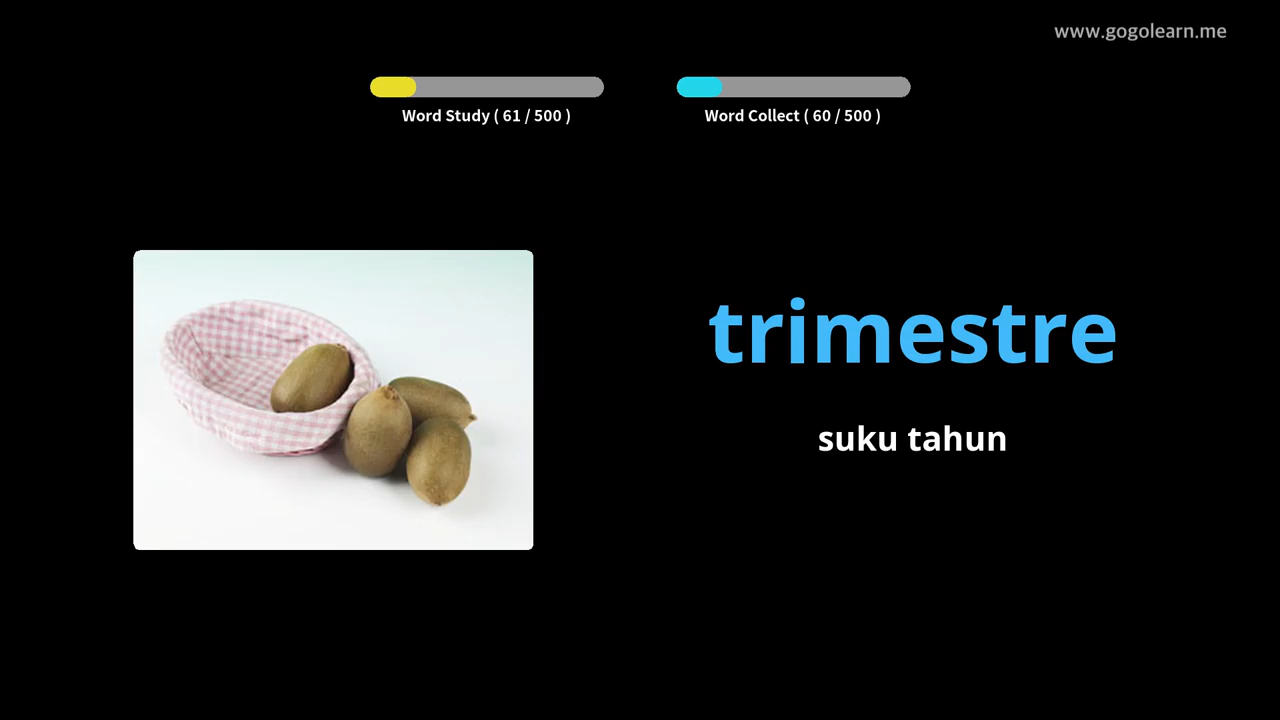 www.gogolearn.me
Word Study ( 61 / 500 )
Word Collect ( 60 / 500 )
trimestre
suku tahun